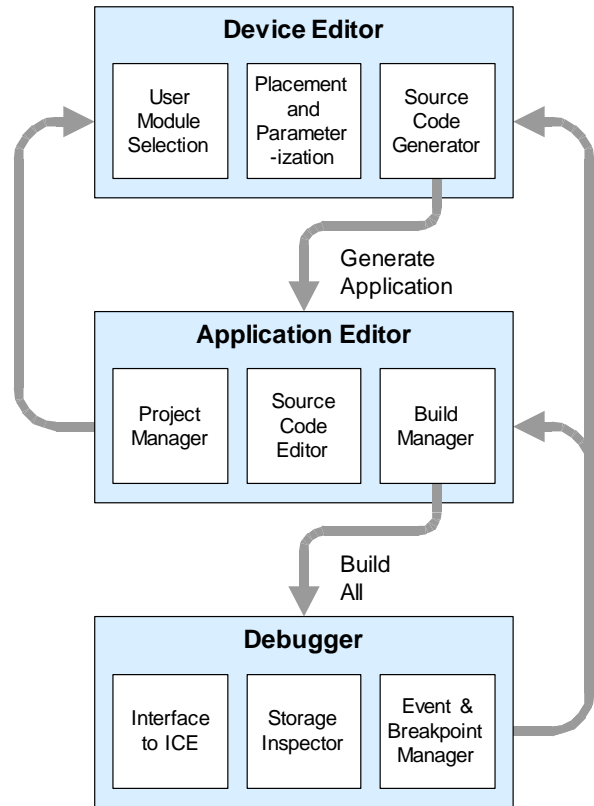 Device Editor
User
Module
Selection
Placement
and
Parameter
-ization
Source
Code
Generator
Generate
Application
Application Editor
Project
Manager
Source
Code
Editor
Build
Manager
Build
All
Debugger
Interface
to ICE
Storage
Inspector
Event &
Breakpoint
Manager